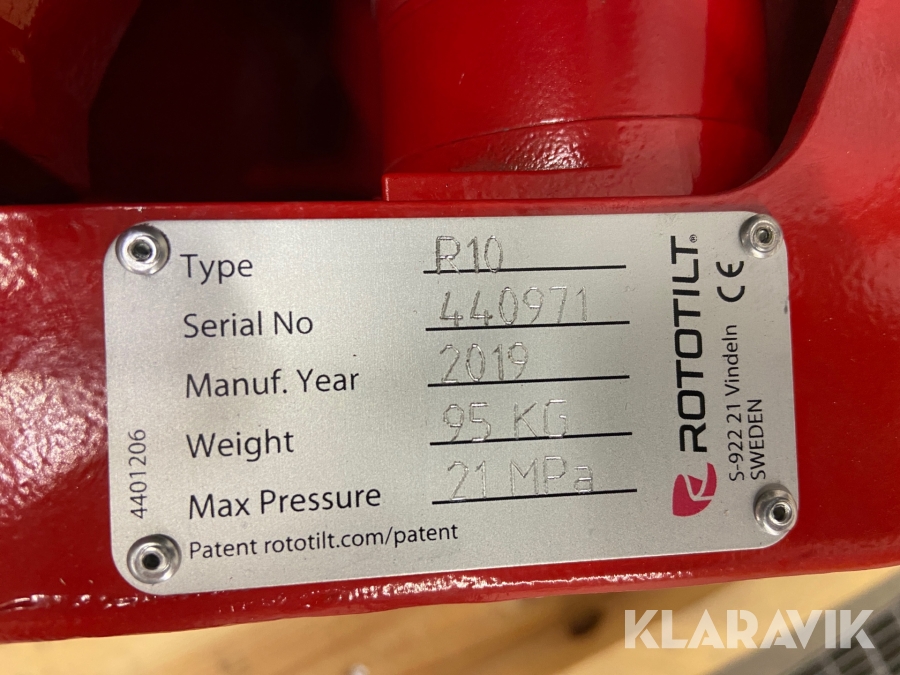 Type R10
Serial No 440971
Manuf. Year 2019
Weight 95 KG
Max Pressure 21 MPa
Patent rototilt.com/patent
4401206
ROTOTILT®
S-922 21 Vindeln
SWEDEN
CE
KLARAVIK